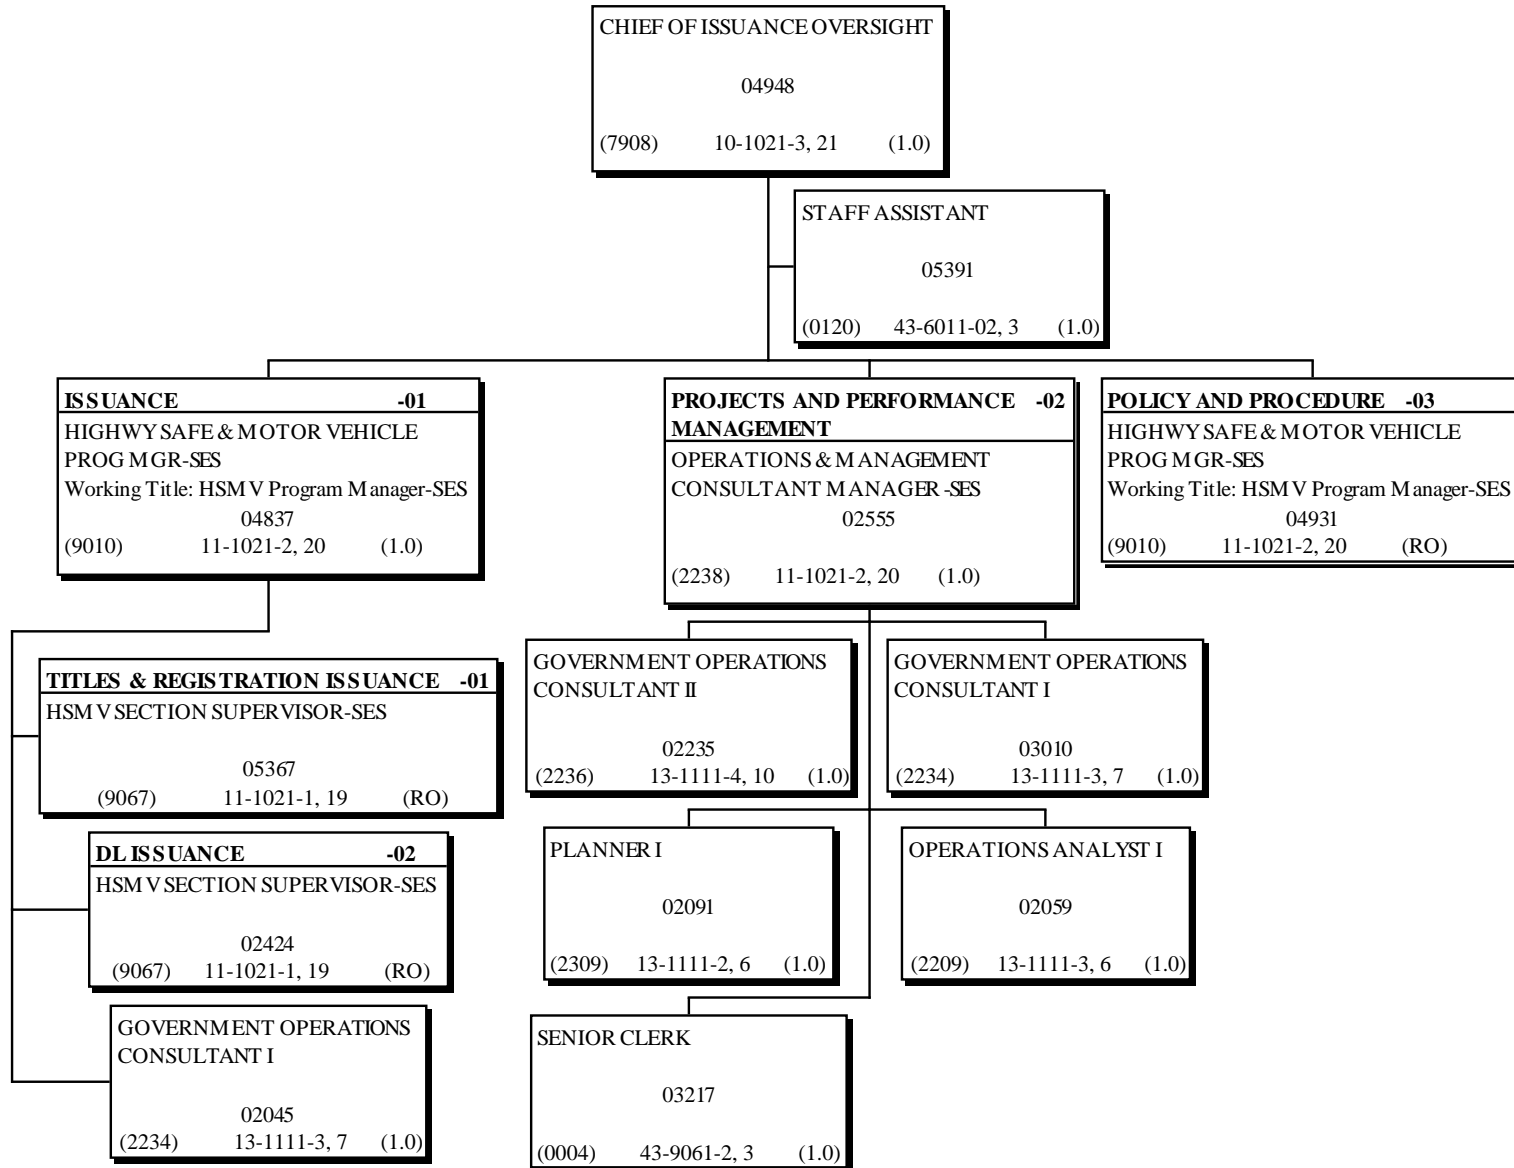 CHIEF OF ISSUANCE OVERSIGHT
04948
(7908) 10-1021-3, 21 (1.0)
STAFF ASSISTANT
05391
(0120) 43-6011-02, 3 (1.0)
ISSUANCE -01
HIGHWY SAFE & MOTOR VEHICLE
PROG MGR-SES
Working Title: HSMV Program Manager-SES
04837
(9010) 11-1021-2, 20 (1.0)
PROJECTS AND PERFORMANCE -02
MANAGEMENT
OPERATIONS & MANAGEMENT
CONSULTANT MANAGER -SES
02555
(2238) 11-1021-2, 20 (1.0)
POLICY AND PROCEDURE -03
HIGHWY SAFE & MOTOR VEHICLE
PROG MGR-SES
Working Title: HSMV Program Manager-SES
04931
(9010) 11-1021-2, 20 (RO)
TITLES & REGISTRATION ISSUANCE -01
HSMV SECTION SUPERVISOR-SES
05367
(9067) 11-1021-1, 19 (RO)
DL ISSUANCE -02
HSMV SECTION SUPERVISOR-SES
02424
(9067) 11-1021-1, 19 (RO)
GOVERNMENT OPERATIONS
CONSULTANT I
02045
(2234) 13-1111-3, 7 (1.0)
GOVERNMENT OPERATIONS
CONSULTANT II
02235
(2236) 13-1111-4, 10 (1.0)
GOVERNMENT OPERATIONS
CONSULTANT I
03010
(2234) 13-1111-3, 7 (1.0)
PLANNER I
02091
(2309) 13-1111-2, 6 (1.0)
OPERATIONS ANALYST I
02059
(2209) 13-1111-3, 6 (1.0)
SENIOR CLERK
03217
(0004) 43-9061-2, 3 (1.0)